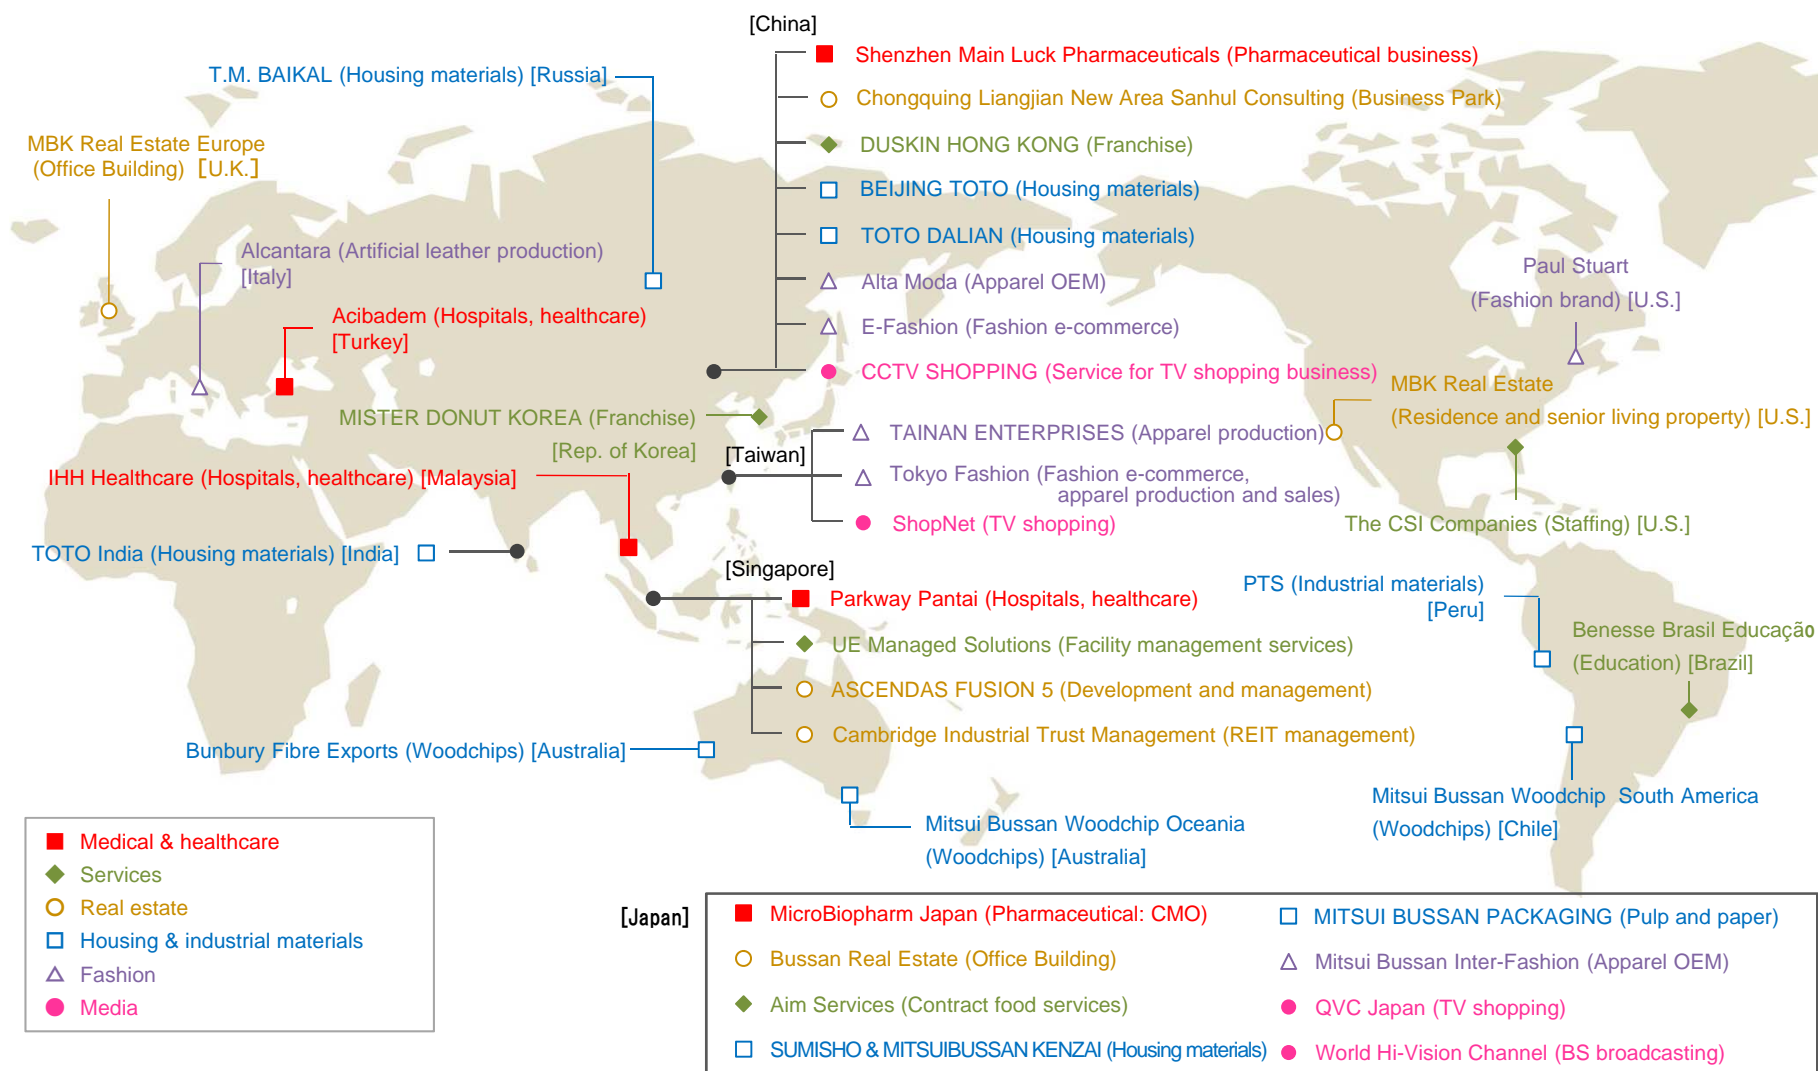 [China]
Shenzhen Main Luck Pharmaceuticals (Pharmaceutical business)
T.M. BAIKAL (Housing materials) [Russia]
Chongquing Liangjian New Area Sanhul Consulting (Business Park)
MBK Real Estate Europe
(Office Building) [U.K.]
DUSKIN HONG KONG (Franchise)
BEIJING TOTO (Housing materials)
TOTO DALIAN (Housing materials)
Alcantara (Artificial leather production)
[Italy]
Alta Moda (Apparel OEM)
Paul Stuart
(Fashion brand) [U.S.]
Acibadem (Hospitals, healthcare)
[Turkey]
E-Fashion (Fashion e-commerce)
CCTV SHOPPING (Service for TV shopping business)
MBK Real Estate
(Residence and senior living property) [U.S.]
MISTER DONUT KOREA (Franchise)
[Rep. of Korea]
[Taiwan]
TAINAN ENTERPRISES (Apparel production)
Tokyo Fashion (Fashion e-commerce,
apparel production and sales)
ShopNet (TV shopping)
IHH Healthcare (Hospitals, healthcare) [Malaysia]
The CSI Companies (Staffing) [U.S.]
TOTO India (Housing materials) [India]
[Singapore]
Parkway Pantai (Hospitals, healthcare)
UE Managed Solutions (Facility management services)
ASCENDAS FUSION 5 (Development and management)
Cambridge Industrial Trust Management (REIT management)
PTS (Industrial materials)
[Peru]
Benesse Brasil Educação
(Education) [Brazil]
Bunbury Fibre Exports (Woodchips) [Australia]
Mitsui Bussan Woodchip Oceania
(Woodchips) [Australia]
Mitsui Bussan Woodchip South America
(Woodchips) [Chile]
Medical & healthcare
Services
Real estate
Housing & industrial materials
Fashion
Media
[Japan]
MicroBiopharm Japan (Pharmaceutical: CMO)
Bussan Real Estate (Office Building)
Aim Services (Contract food services)
SUMISHO & MITSUIBUSSAN KENZAI (Housing materials)
MITSUI BUSSAN PACKAGING (Pulp and paper)
Mitsui Bussan Inter-Fashion (Apparel OEM)
QVC Japan (TV shopping)
World Hi-Vision Channel (BS broadcasting)